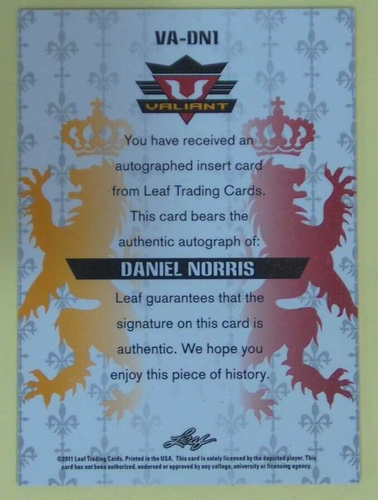 VA-DN1
VALIANT
You have received an
autographed insert card
from Leaf Trading Cards.
This card bears the
authentic autograph of:
DANIEL NORRIS
Leaf guarantees that the
signature on this card is
authentic. We hope you
enjoy this piece of history.
Leaf
©2011 Leaf Trading Cards. Printed in the USA. This card is solely licensed by the depicted player. This
card has not been authorized, endorsed or approved by any college, university or licensing agency.